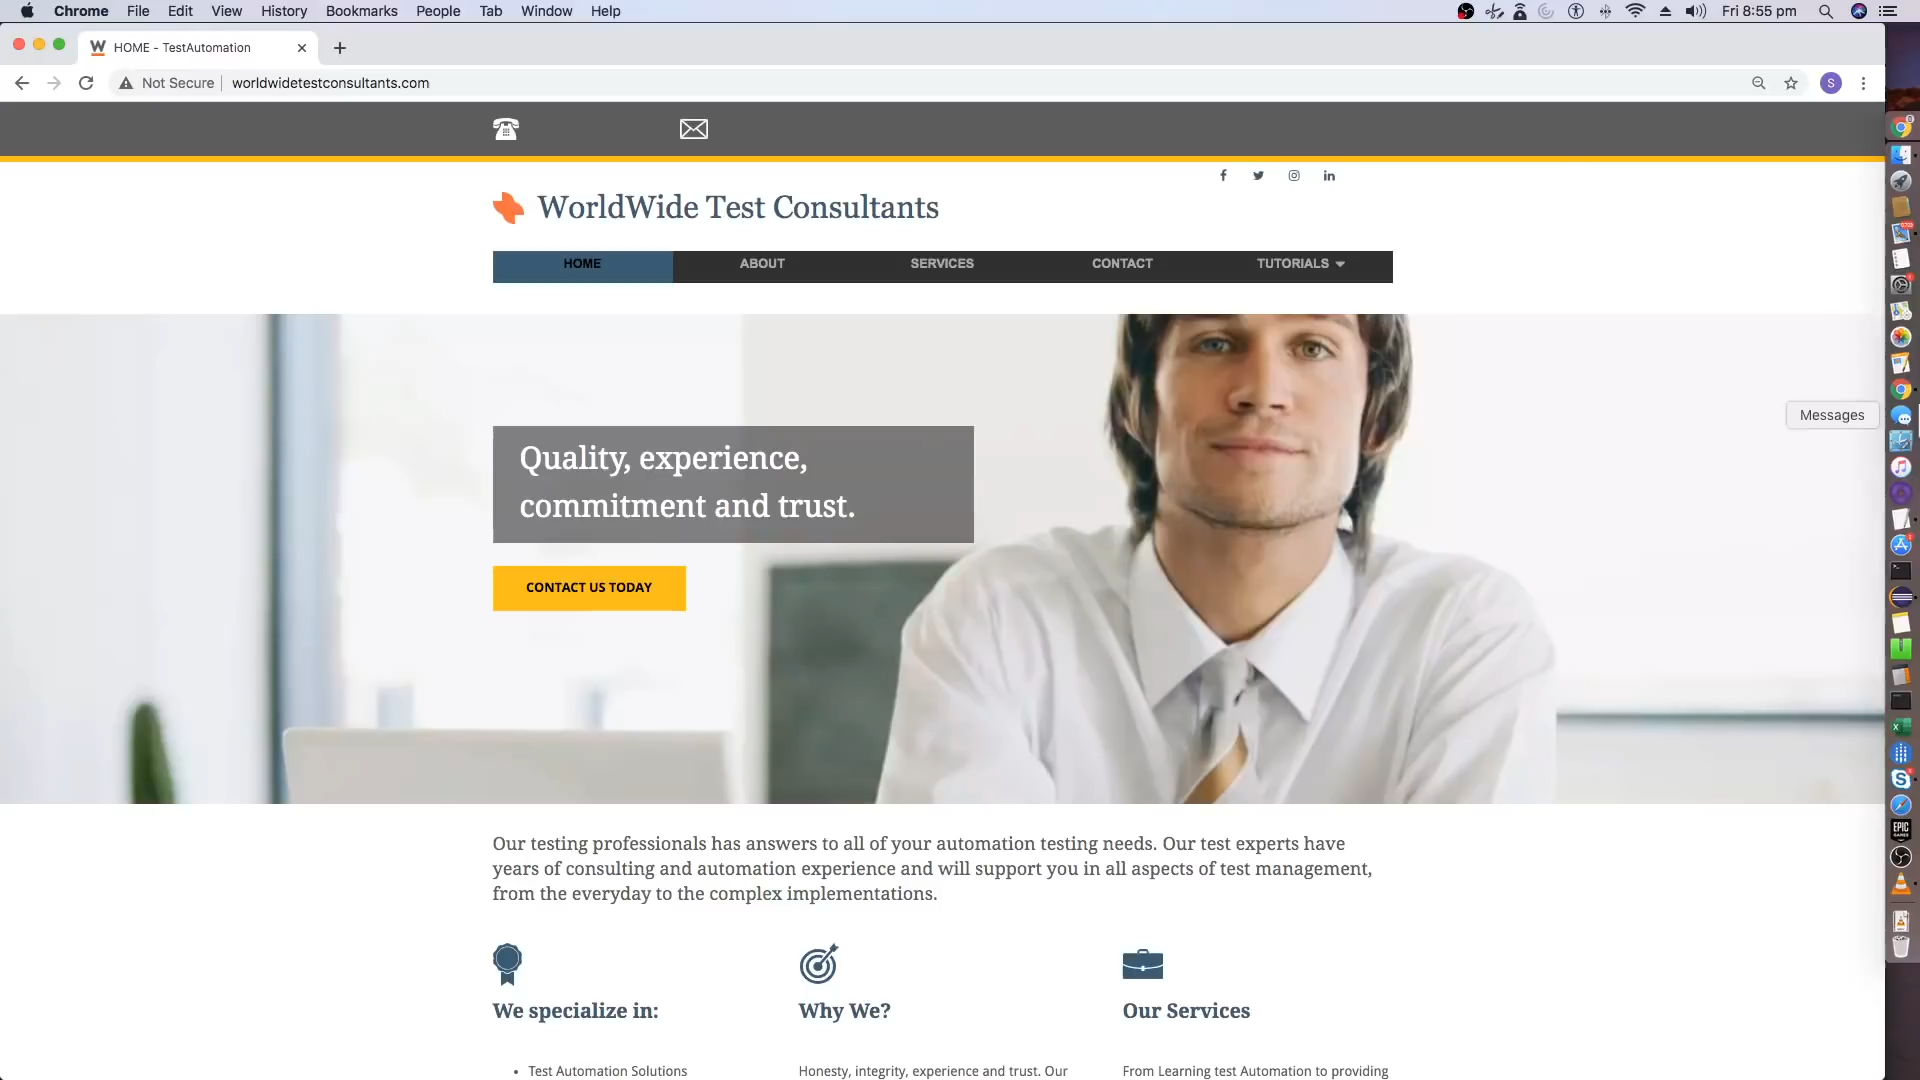 Chrome File Edit View History Bookmarks People Tab Window Help Fri 8:55 pm
HOME - TestAutomation
Not Secure worldwidetestconsultants.com S
WorldWide Test Consultants
HOME ABOUT SERVICES CONTACT TUTORIALS
Messages
Quality, experience,
commitment and trust.
CONTACT US TODAY
EPIC
GAMES
Our testing professionals has answers to all of your automation testing needs. Our test experts have
years of consulting and automation experience and will support you in all aspects of test management,
from the everyday to the complex implementations.
We specialize in: Why We? Our Services
• Test Automation Solutions Honesty, integrity, experience and trust. Our From Learning test Automation to providing